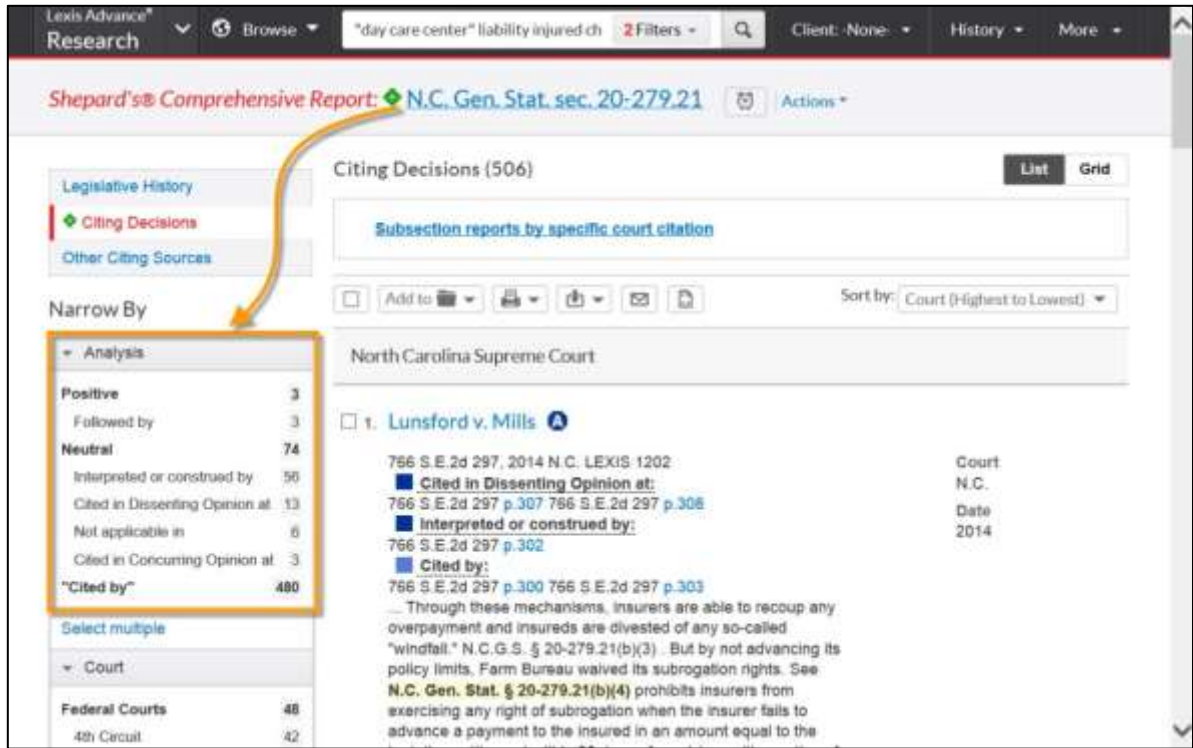 Lexis Advance®
Research
Browse
"day care center" liability injured ch 2 Filters
Client: -None-
History
More
Shepard's® Comprehensive Report: N.C. Gen. Stat. sec. 20-279.21
Actions
Legislative History
Citing Decisions
Other Citing Sources
Narrow By
Analysis
Positive 3
Followed by 3
Neutral 74
Interpreted or construed by 56
Cited in Dissenting Opinion at 13
Not applicable in 6
Cited in Concurring Opinion at 3
"Cited by" 480
Select multiple
Court
Federal Courts 48
4th Circuit 42
Citing Decisions (506)
List Grid
Subsection reports by specific court citation
Add to
Sort by: Court (Highest to Lowest)
North Carolina Supreme Court
1. Lunsford v. Mills A
766 S.E.2d 297, 2014 N.C. LEXIS 1202
Cited in Dissenting Opinion at:
766 S.E.2d 297 p.307 766 S.E.2d 297 p.308
Interpreted or construed by:
766 S.E.2d 297 p.302
Cited by:
766 S.E.2d 297 p.300 766 S.E.2d 297 p.303
... Through these mechanisms, insurers are able to recoup any
overpayment and insureds are divested of any so-called
"windfall." N.C.G.S. § 20-279.21(b)(3) . But by not advancing its
policy limits, Farm Bureau waived its subrogation rights. See
N.C. Gen. Stat. § 20-279.21(b)(4) prohibits insurers from
exercising any right of subrogation when the insurer fails to
advance a payment to the insured in an amount equal to the
Court
N.C.
Date
2014